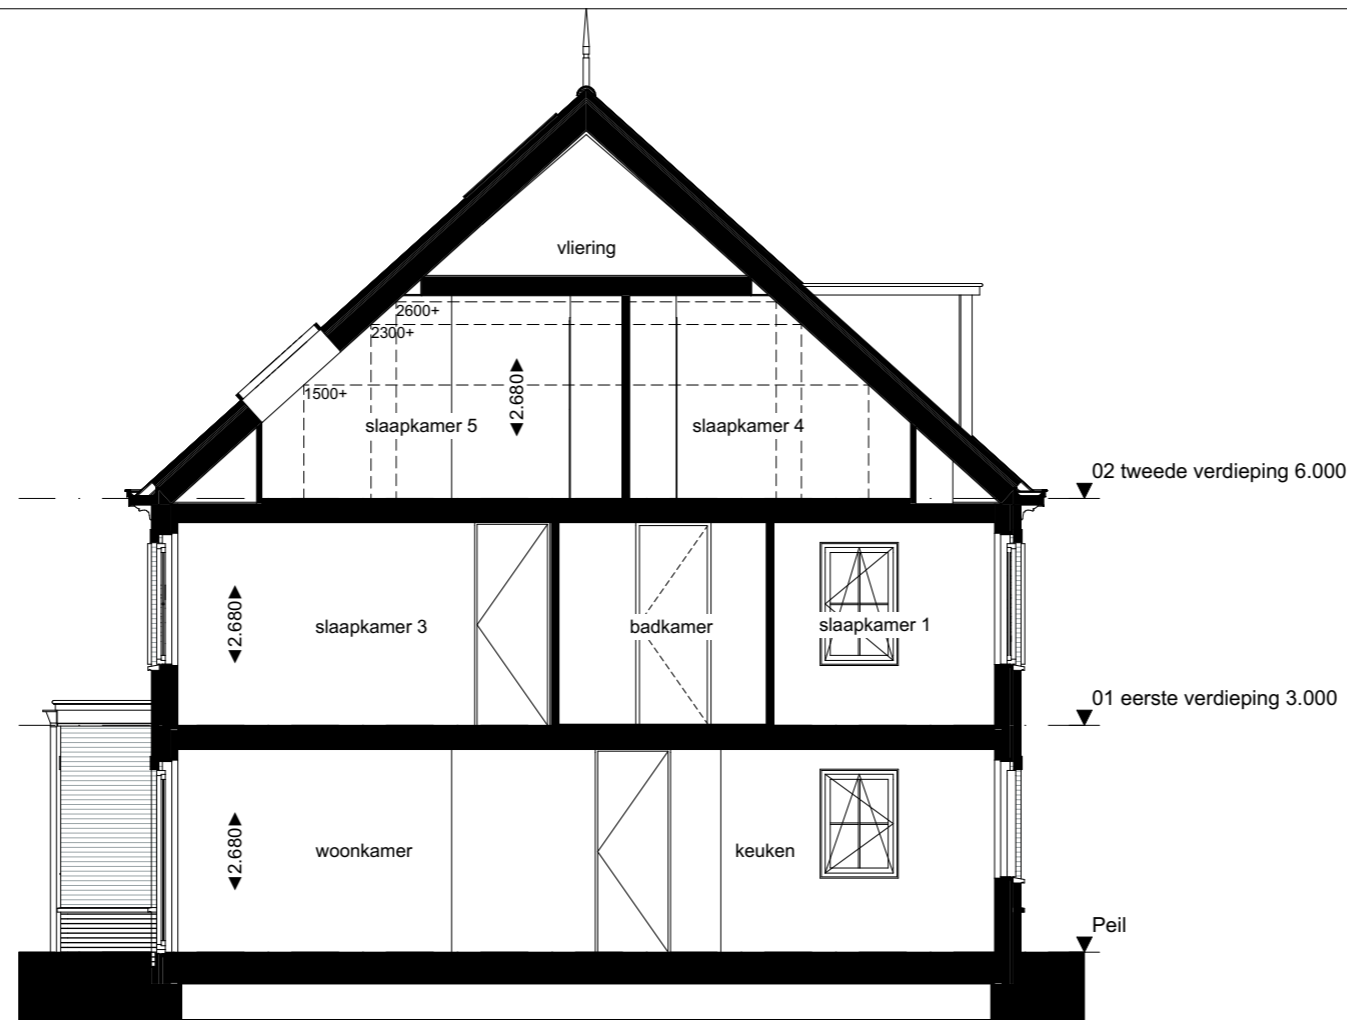 vliering
2600+
2300+
1500+
2.680
slaapkamer 5
slaapkamer 4
02 tweede verdieping 6.000
2.680
slaapkamer 3
badkamer
slaapkamer 1
01 eerste verdieping 3.000
2.680
woonkamer
keuken
Peil